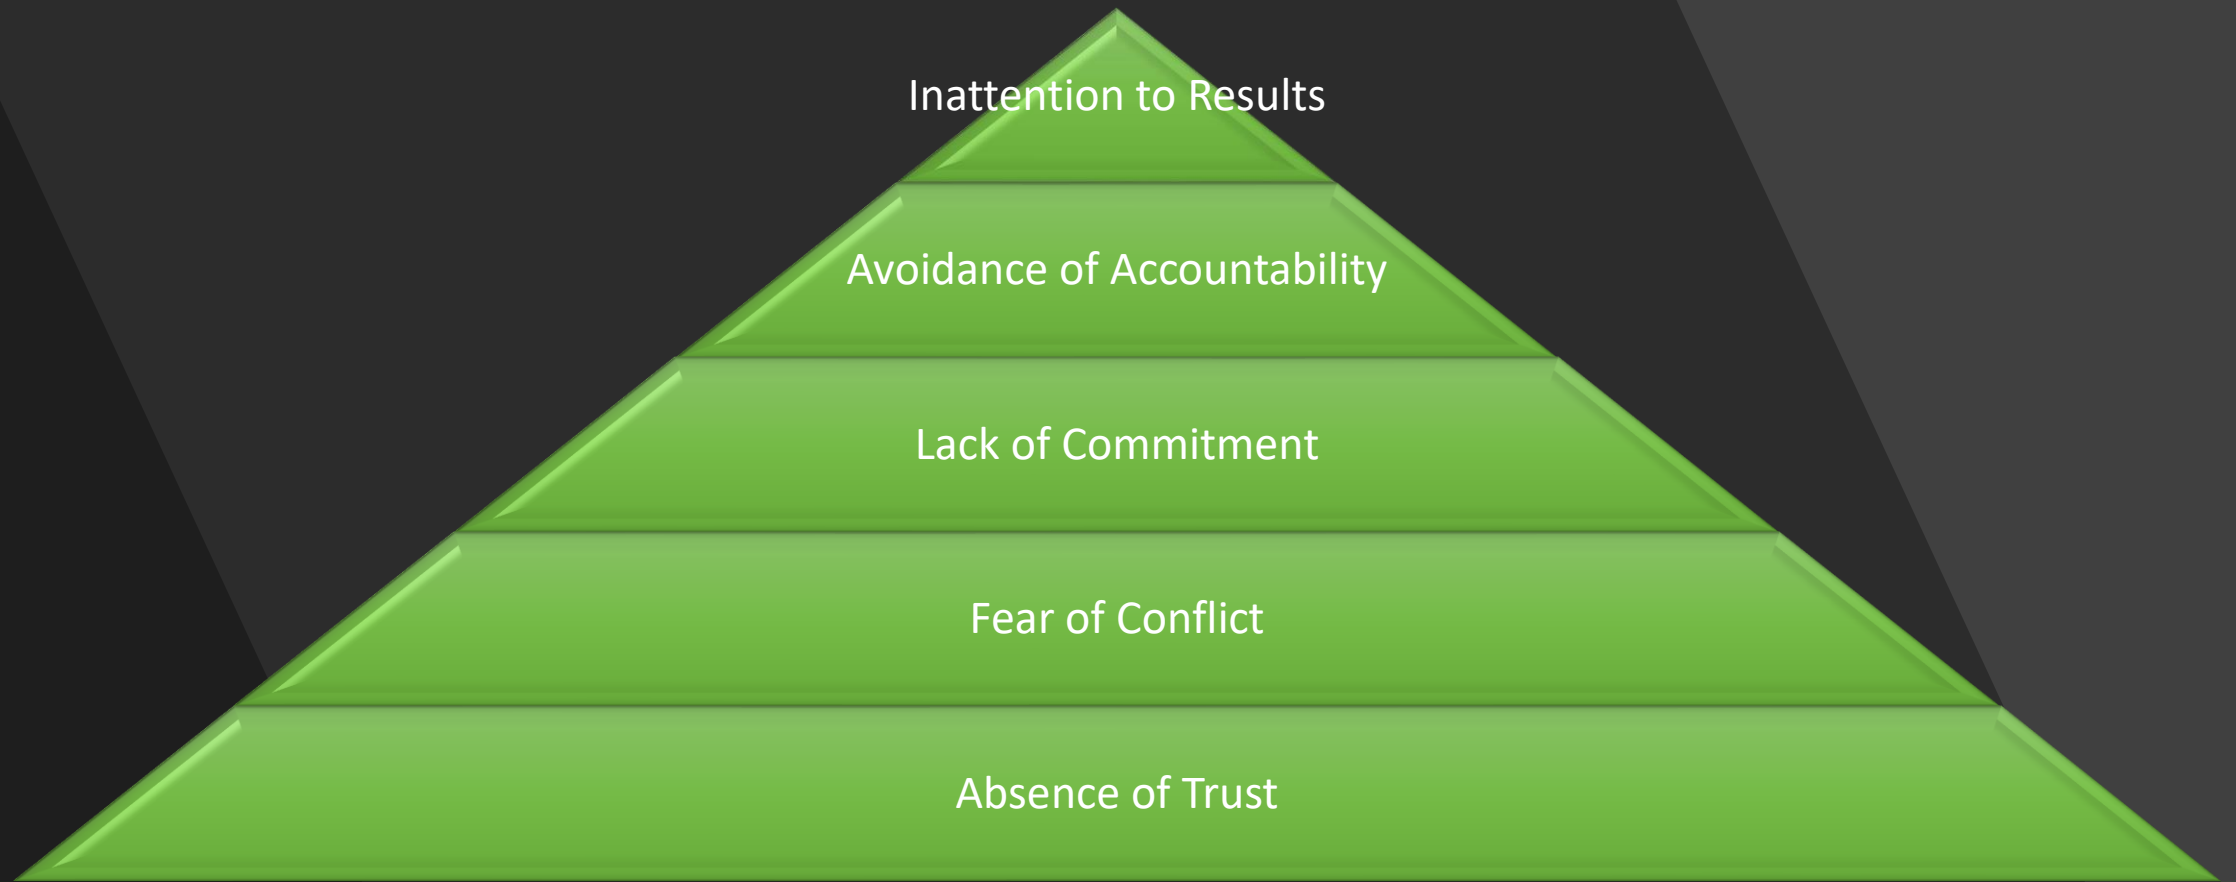 Inattention to Results
Avoidance of Accountability
Lack of Commitment
Fear of Conflict
Absence of Trust